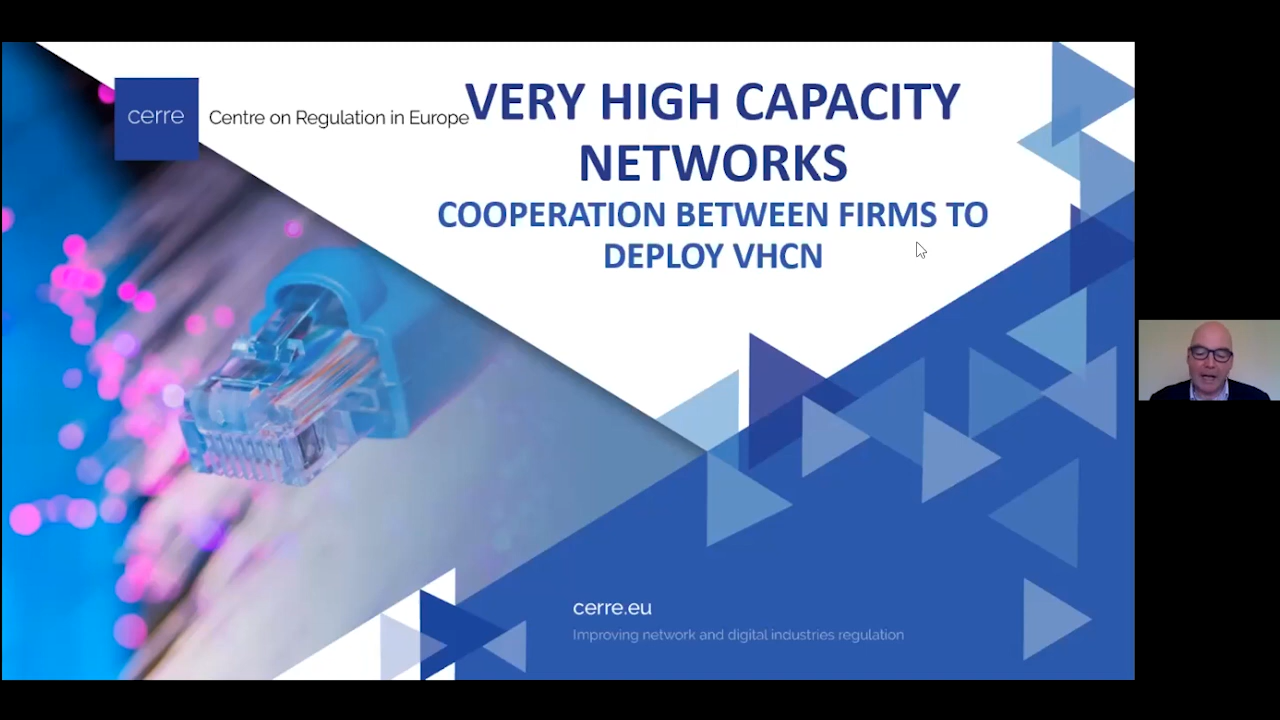 cerre
Centre on Regulation in Europe
VERY HIGH CAPACITY
NETWORKS
COOPERATION BETWEEN FIRMS TO
DEPLOY VHCN
cerre.eu
Improving network and digital industries regulation